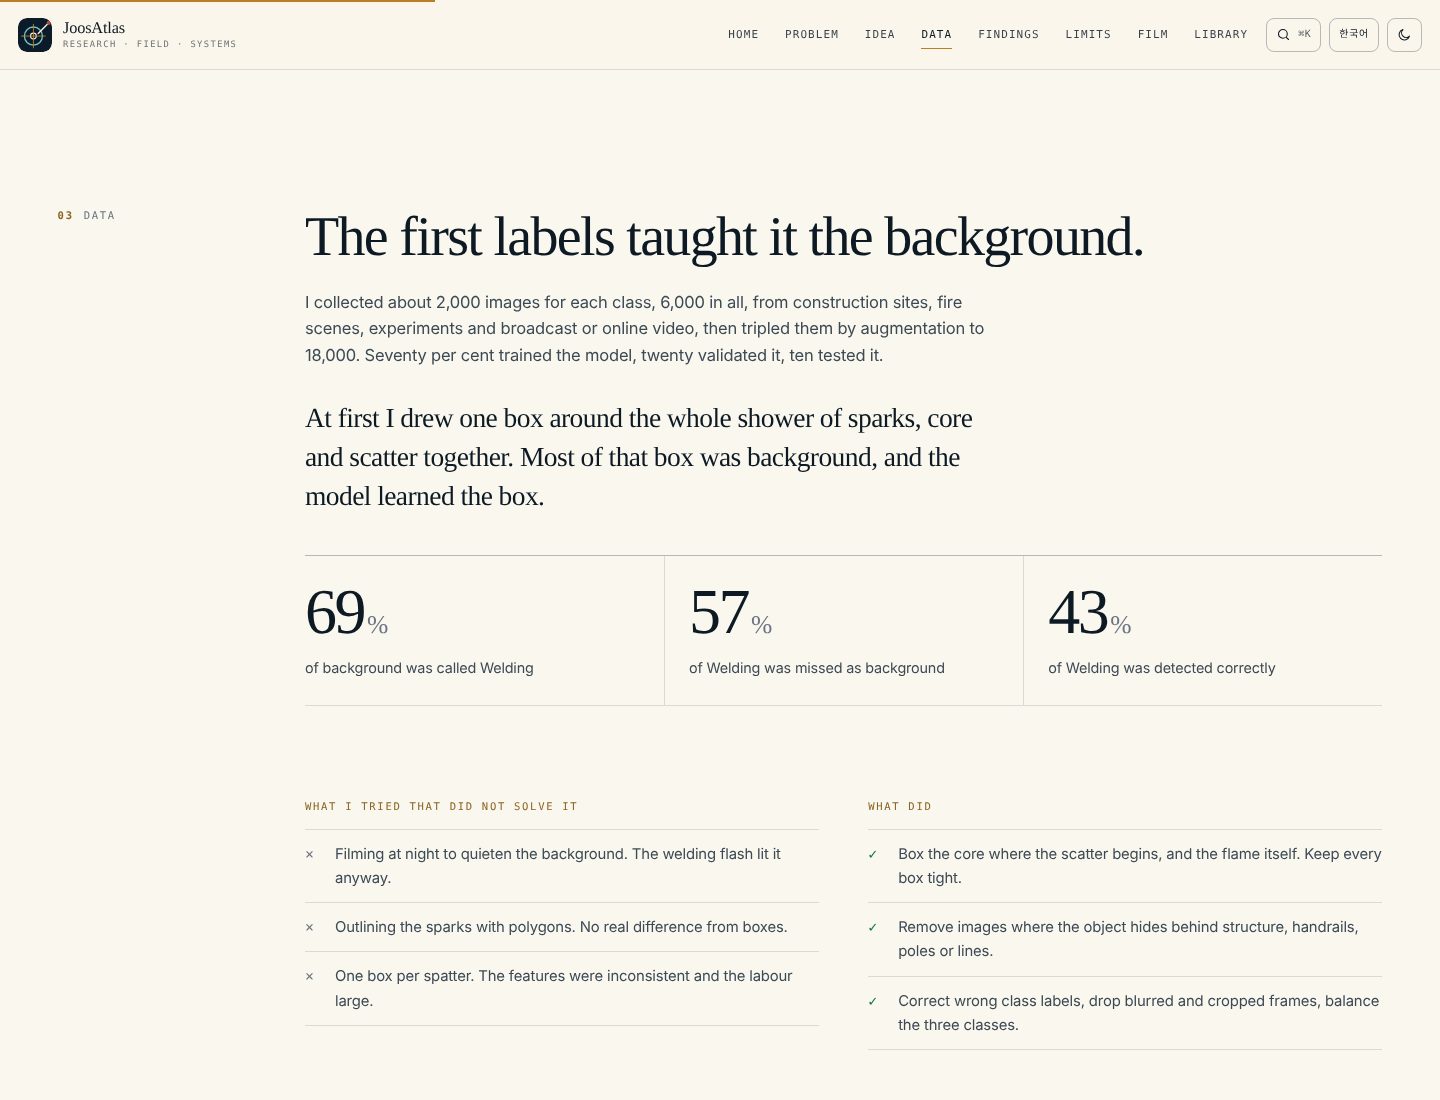 JoosAtlas
RESEARCH · FIELD · SYSTEMS
HOME PROBLEM IDEA DATA FINDINGS LIMITS FILM LIBRARY ⌘K 한국어
03 DATA
The first labels taught it the background.
I collected about 2,000 images for each class, 6,000 in all, from construction sites, fire
scenes, experiments and broadcast or online video, then tripled them by augmentation to
18,000. Seventy per cent trained the model, twenty validated it, ten tested it.
At first I drew one box around the whole shower of sparks, core
and scatter together. Most of that box was background, and the
model learned the box.
69%
of background was called Welding
57%
of Welding was missed as background
43%
of Welding was detected correctly
WHAT I TRIED THAT DID NOT SOLVE IT
× Filming at night to quieten the background. The welding flash lit it
anyway.
× Outlining the sparks with polygons. No real difference from boxes.
× One box per spatter. The features were inconsistent and the labour
large.
WHAT DID
✓ Box the core where the scatter begins, and the flame itself. Keep every
box tight.
✓ Remove images where the object hides behind structure, handrails,
poles or lines.
✓ Correct wrong class labels, drop blurred and cropped frames, balance
the three classes.